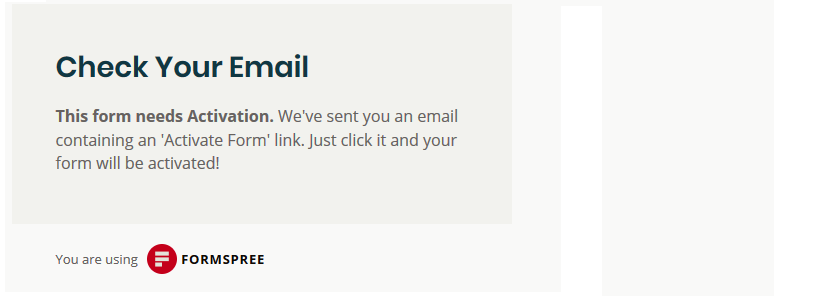 Check Your Email
This form needs Activation. We've sent you an email
containing an 'Activate Form' link. Just click it and your
form will be activated!
You are using FORMSPREE